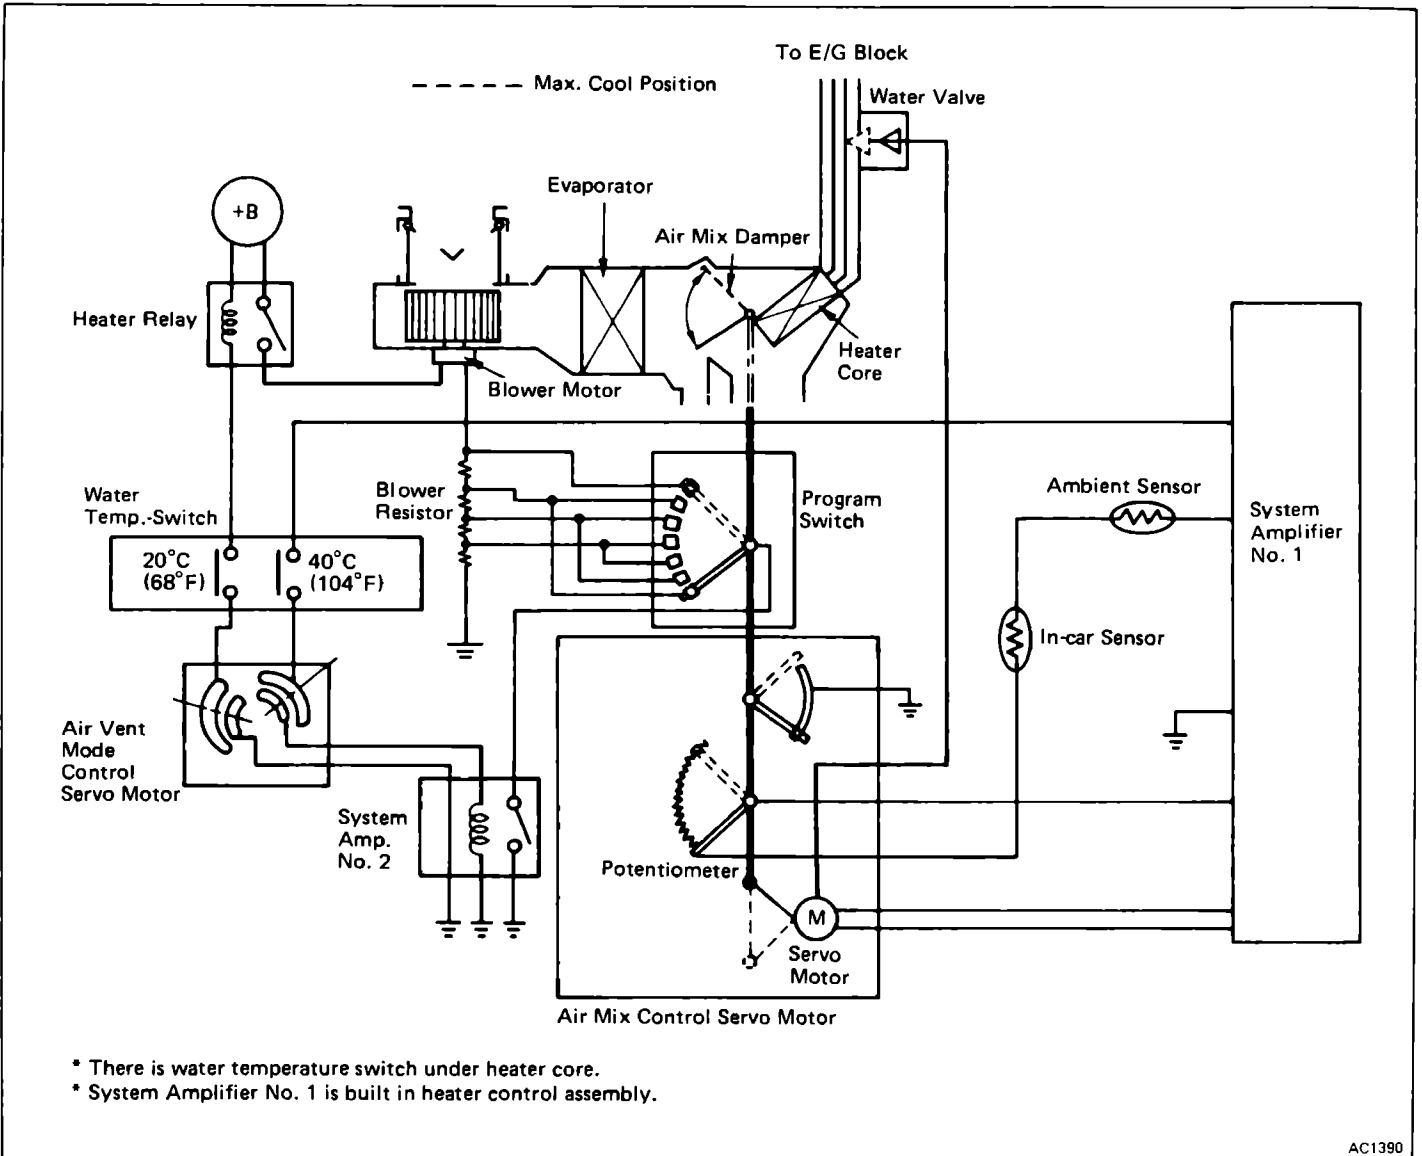 To E/G Block
Max. Cool Position
Water Valve
Evaporator
+B
Air Mix Damper
Heater Relay
Heater
Core
Blower Motor
Water
Temp.-Switch
Blower
Resistor
Program
Switch
Ambient Sensor
System
Amplifier
No. 1
20°C
(68°F)
40°C
(104°F)
In-car Sensor
Air Vent
Mode
Control
Servo Motor
System
Amp.
No. 2
Potentiometer
M
Servo
Motor
Air Mix Control Servo Motor
* There is water temperature switch under heater core.
* System Amplifier No. 1 is built in heater control assembly.
AC1390